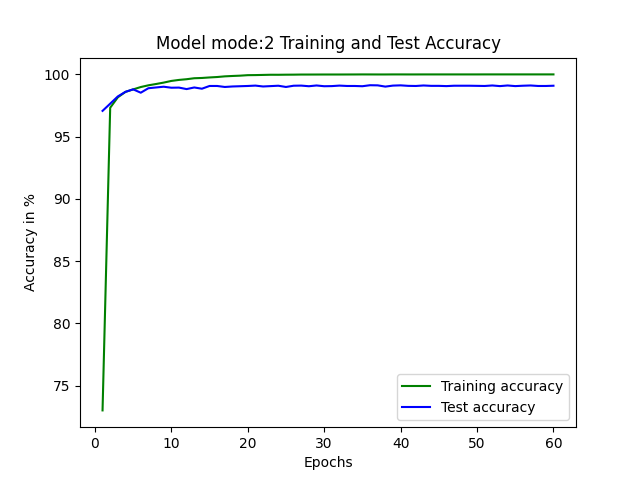 Model mode:2 Training and Test Accuracy
100
95
90
85
80
75
Accuracy in %
0 10 20 30 40 50 60
Epochs
Training accuracy
Test accuracy